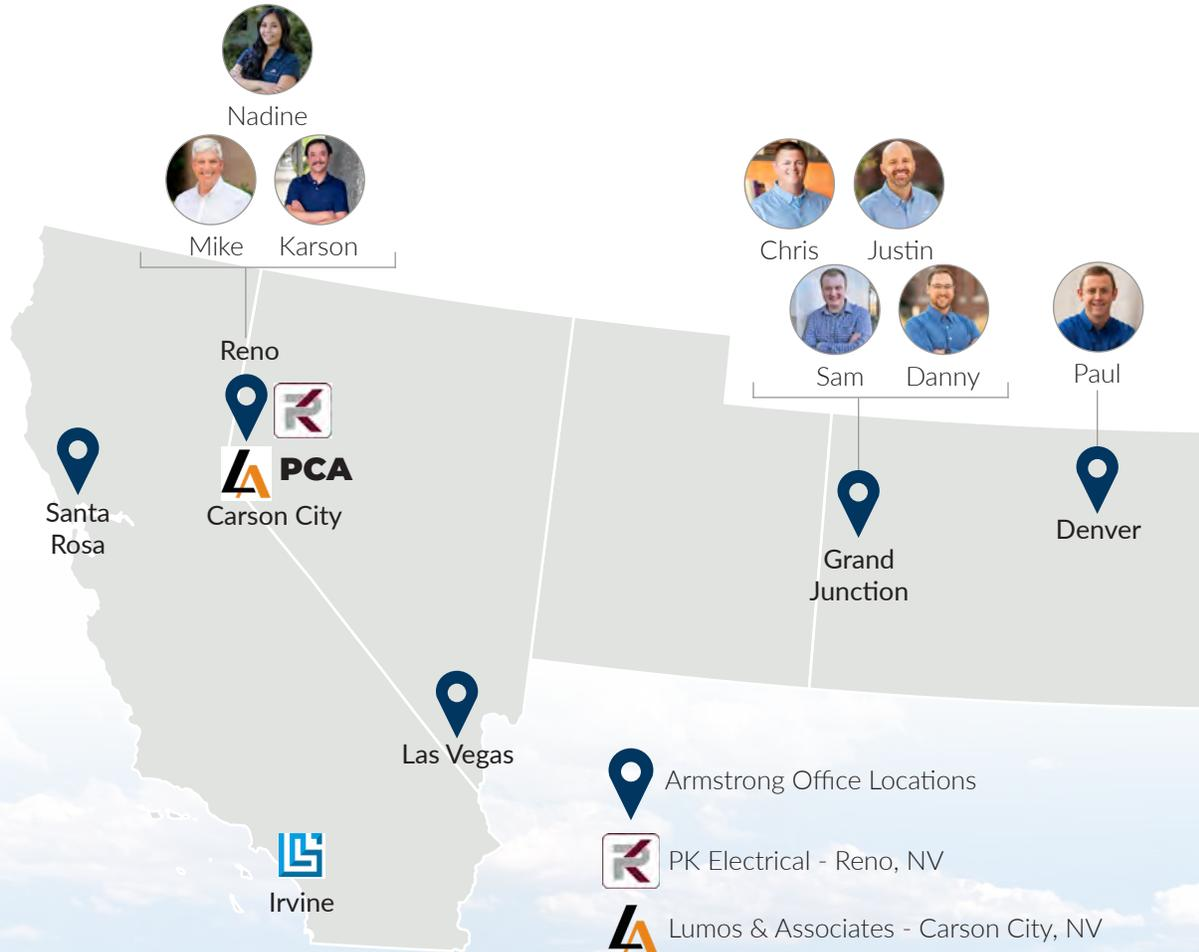 Nadine
Mike Karson
Chris Justin
Sam Danny
Paul
Reno
PCA
Carson City
Santa
Rosa
Grand
Junction
Denver
Las Vegas
Irvine
Armstrong Office Locations
PK Electrical - Reno, NV
Lumos & Associates - Carson City, NV